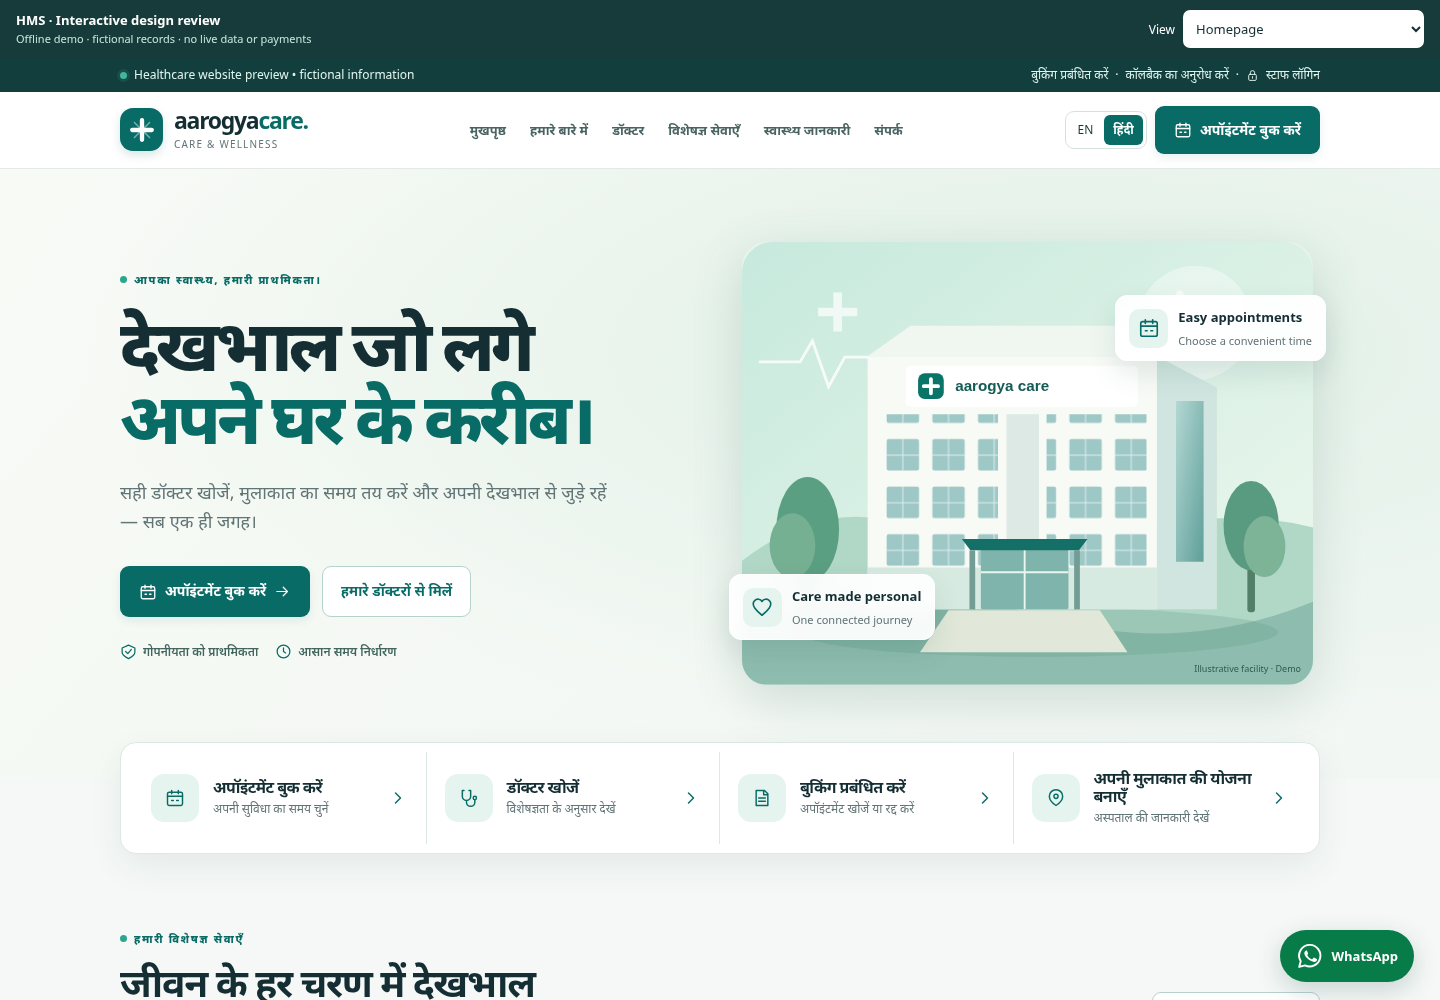 HMS · Interactive design review
Offline demo · fictional records · no live data or payments
View
Homepage
Healthcare website preview • fictional information
बुकिंग प्रबंधित करें · कॉलबैक का अनुरोध करें · स्टाफ लॉगिन
aarogyacare.
CARE & WELLNESS
मुखपृष्ठ
हमारे बारे में
डॉक्टर
विशेषज्ञ सेवाएँ
स्वास्थ्य जानकारी
संपर्क
EN
हिंदी
अपॉइंटमेंट बुक करें
आपका स्वास्थ्य, हमारी प्राथमिकता।
देखभाल जो लगे
अपने घर के करीब।
सही डॉक्टर खोजें, मुलाकात का समय तय करें और अपनी देखभाल से जुड़े रहें
— सब एक ही जगह।
अपॉइंटमेंट बुक करें
हमारे डॉक्टरों से मिलें
गोपनीयता को प्राथमिकता
आसान समय निर्धारण
Easy appointments
Choose a convenient time
aarogya care
Care made personal
One connected journey
Illustrative facility · Demo
अपॉइंटमेंट बुक करें
अपनी सुविधा का समय चुनें
डॉक्टर खोजें
विशेषज्ञता के अनुसार देखें
बुकिंग प्रबंधित करें
अपॉइंटमेंट खोजें या रद्द करें
अपनी मुलाकात की योजना
बनाएँ
अस्पताल की जानकारी देखें
हमारी विशेषज्ञ सेवाएँ
जीवन के हर चरण में देखभाल
WhatsApp